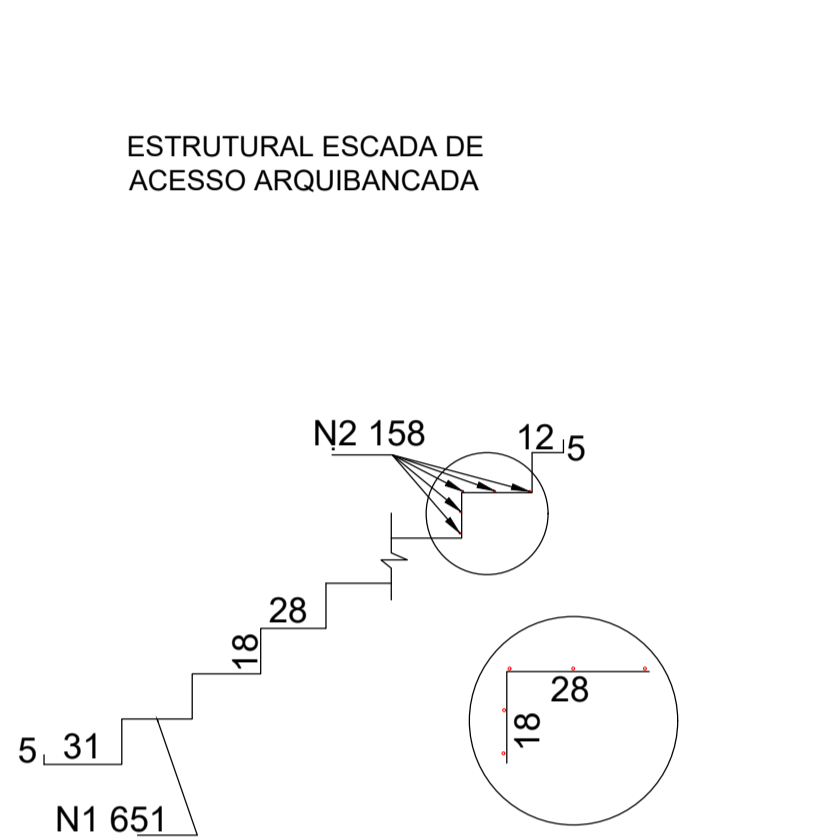 ESTRUTURAL ESCADA DE
ACESSO ARQUIBANCADA
N2 158
12 5
28
18
28
18
5 31
N1 651